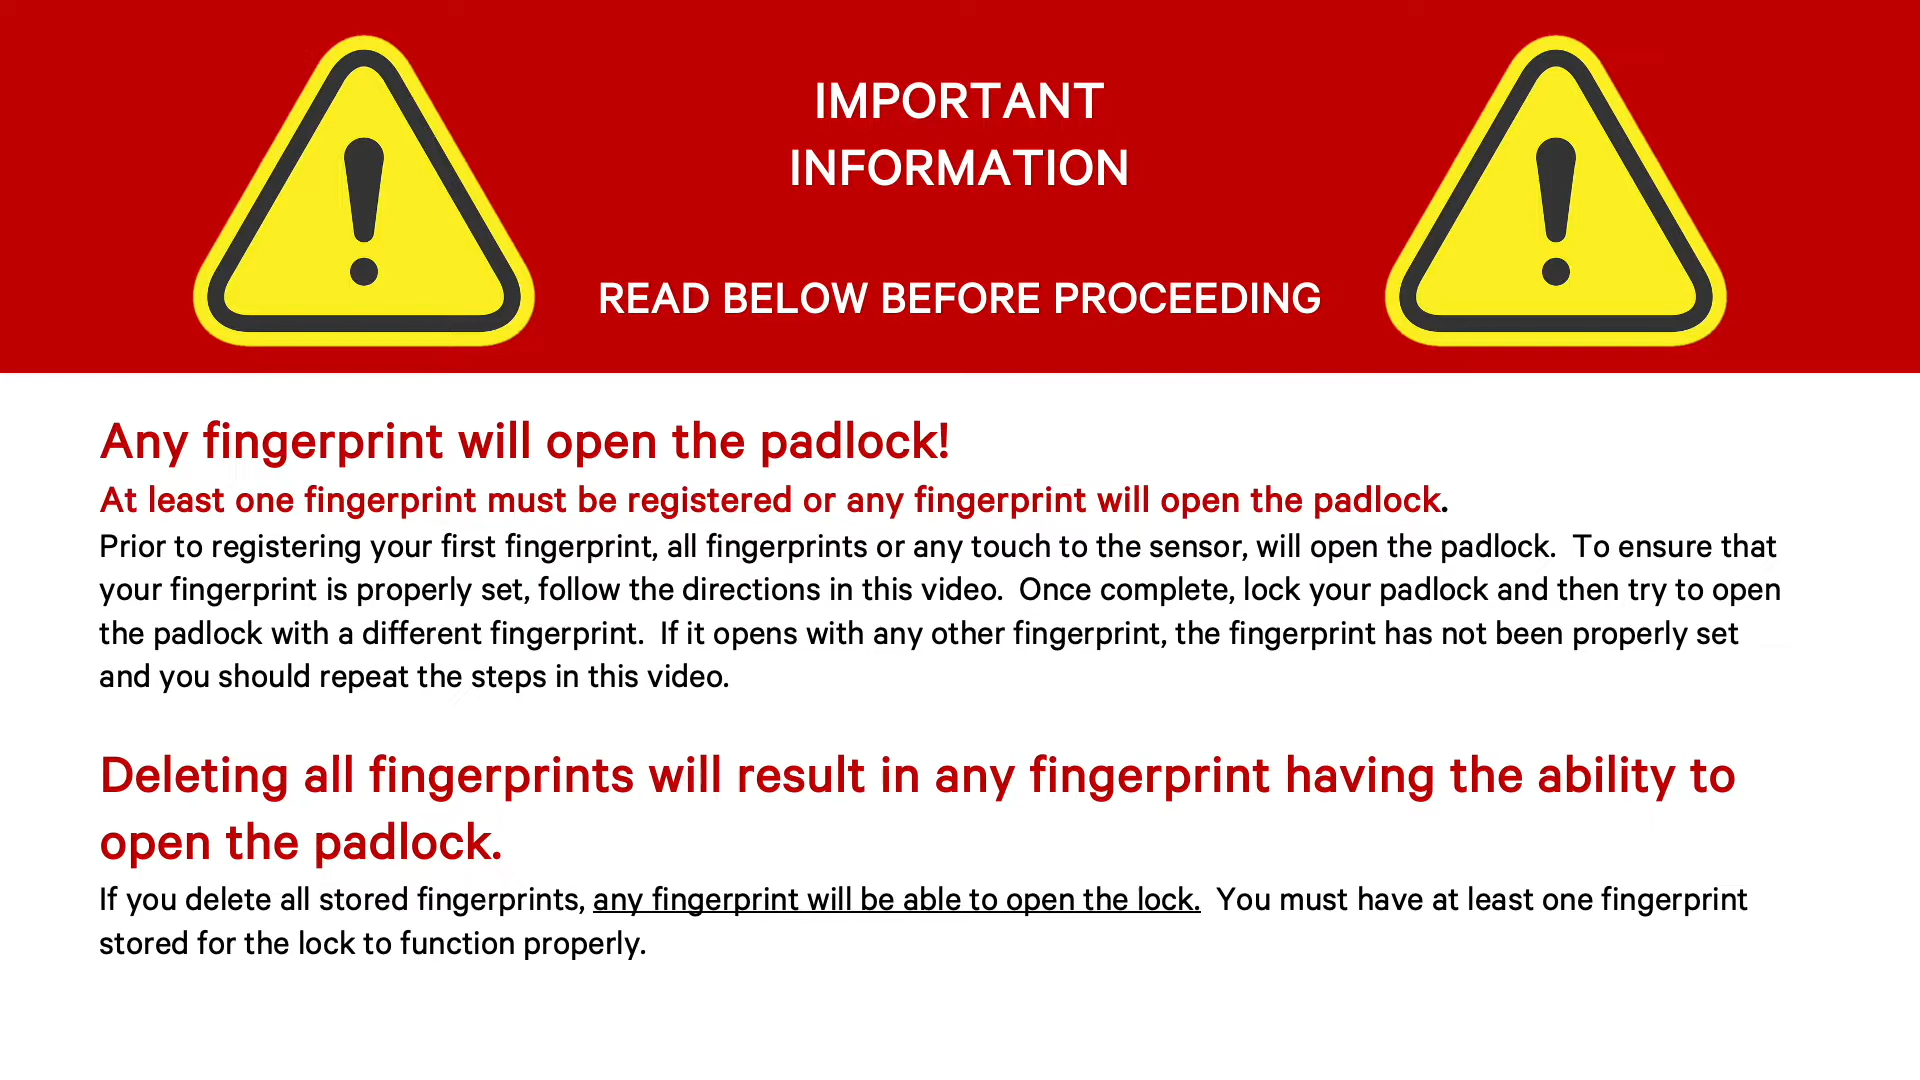 IMPORTANT
INFORMATION
READ BELOW BEFORE PROCEEDING
Any fingerprint will open the padlock!
At least one fingerprint must be registered or any fingerprint will open the padlock.
Prior to registering your first fingerprint, all fingerprints or any touch to the sensor, will open the padlock.  To ensure that
your fingerprint is properly set, follow the directions in this video.  Once complete, lock your padlock and then try to open
the padlock with a different fingerprint.  If it opens with any other fingerprint, the fingerprint has not been properly set
and you should repeat the steps in this video.
Deleting all fingerprints will result in any fingerprint having the ability to
open the padlock.
If you delete all stored fingerprints, any fingerprint will be able to open the lock.  You must have at least one fingerprint
stored for the lock to function properly.